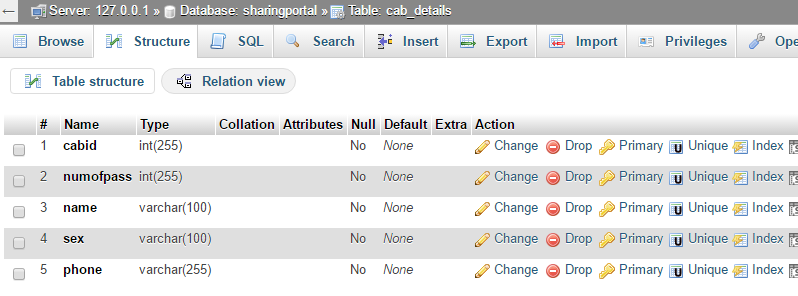 ← Server: 127.0.0.1 » Database: sharingportal » Table: cab_details
Browse Structure SQL Search Insert Export Import Privileges Ope
Table structure Relation view
# Name Type Collation Attributes Null Default Extra Action
1 cabid int(255) No None Change Drop Primary U Unique Index
2 numofpass int(255) No None Change Drop Primary U Unique Index
3 name varchar(100) No None Change Drop Primary U Unique Index
4 sex varchar(100) No None Change Drop Primary U Unique Index
5 phone varchar(255) No None Change Drop Primary U Unique Index